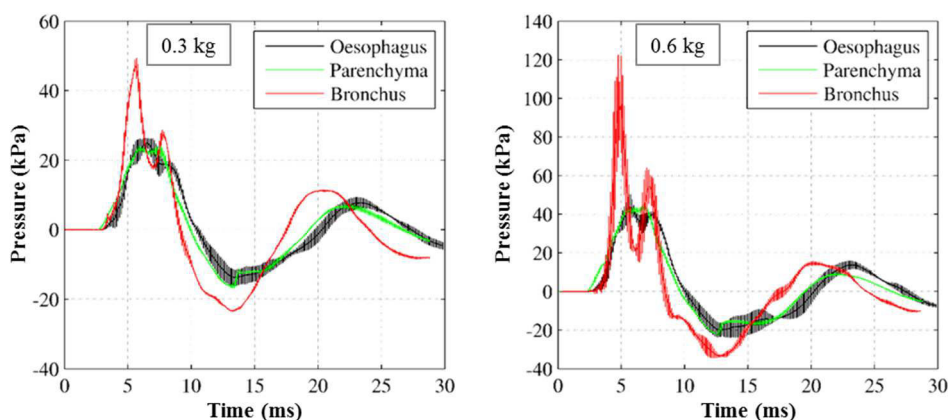 60
40
20
0
-20
-40
0 5 10 15 20 25 30
Pressure (kPa)
Time (ms)
0.3 kg
Oesophagus
Parenchyma
Bronchus
140
120
100
80
60
40
20
0
-20
-40
0 5 10 15 20 25 30
Pressure (kPa)
Time (ms)
0.6 kg
Oesophagus
Parenchyma
Bronchus